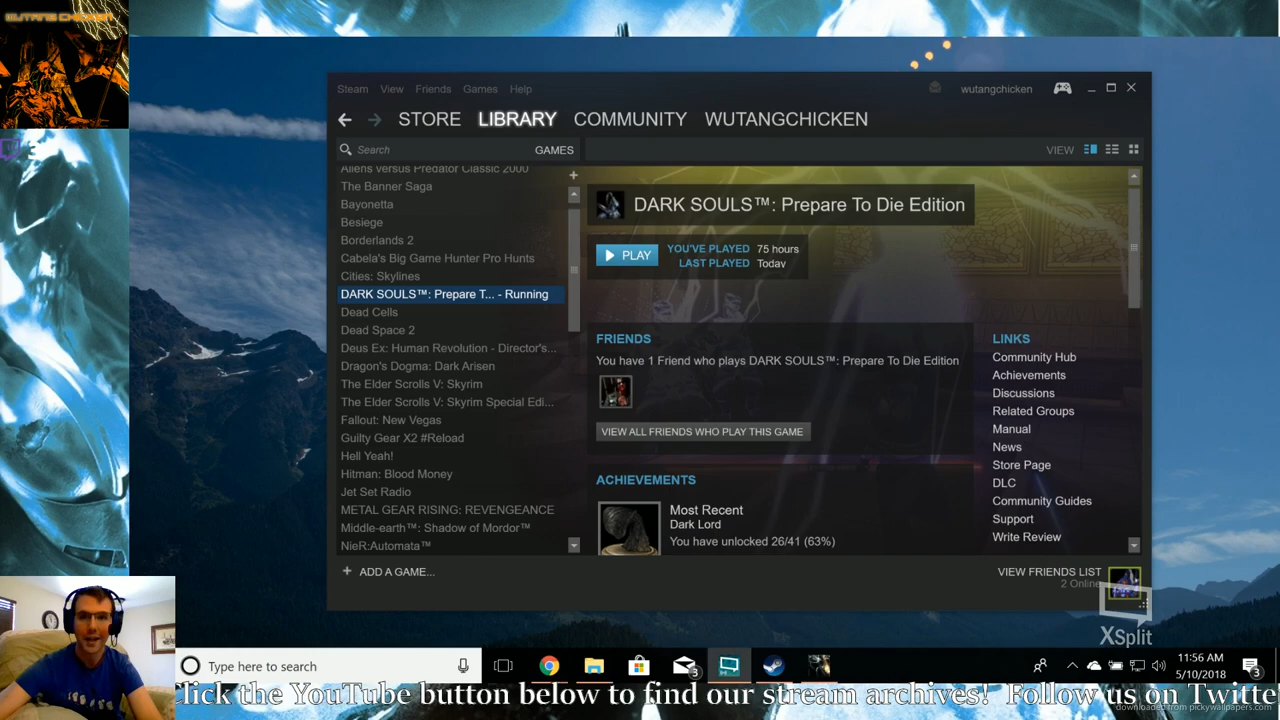 WUTANG CHICKEN
Steam View Friends Games Help
wutangchicken
STORE LIBRARY COMMUNITY WUTANGCHICKEN
Search GAMES
VIEW
Aliens versus Predator Classic 2000
The Banner Saga
Bayonetta
Besiege
Borderlands 2
Cabela's Big Game Hunter Pro Hunts
Cities: Skylines
DARK SOULS™: Prepare T... - Running
Dead Cells
Dead Space 2
Deus Ex: Human Revolution - Director's...
Dragon's Dogma: Dark Arisen
The Elder Scrolls V: Skyrim
The Elder Scrolls V: Skyrim Special Edi...
Fallout: New Vegas
Guilty Gear X2 #Reload
Hell Yeah!
Hitman: Blood Money
Jet Set Radio
METAL GEAR RISING: REVENGEANCE
Middle-earth™: Shadow of Mordor™
NieR:Automata™
+ ADD A GAME...
DARK SOULS™: Prepare To Die Edition
PLAY
YOU'VE PLAYED 75 hours
LAST PLAYED Today
FRIENDS
You have 1 Friend who plays DARK SOULS™: Prepare To Die Edition
VIEW ALL FRIENDS WHO PLAY THIS GAME
ACHIEVEMENTS
Most Recent
Dark Lord
You have unlocked 26/41 (63%)
LINKS
Community Hub
Achievements
Discussions
Related Groups
Manual
News
Store Page
DLC
Community Guides
Support
Write Review
VIEW FRIENDS LIST
2 Online
XSplit
Type here to search
3
11:56 AM
5/10/2018
3
Click the YouTube button below to find our stream archives! Follow us on Twitte
downloaded from pickywallpapers.com